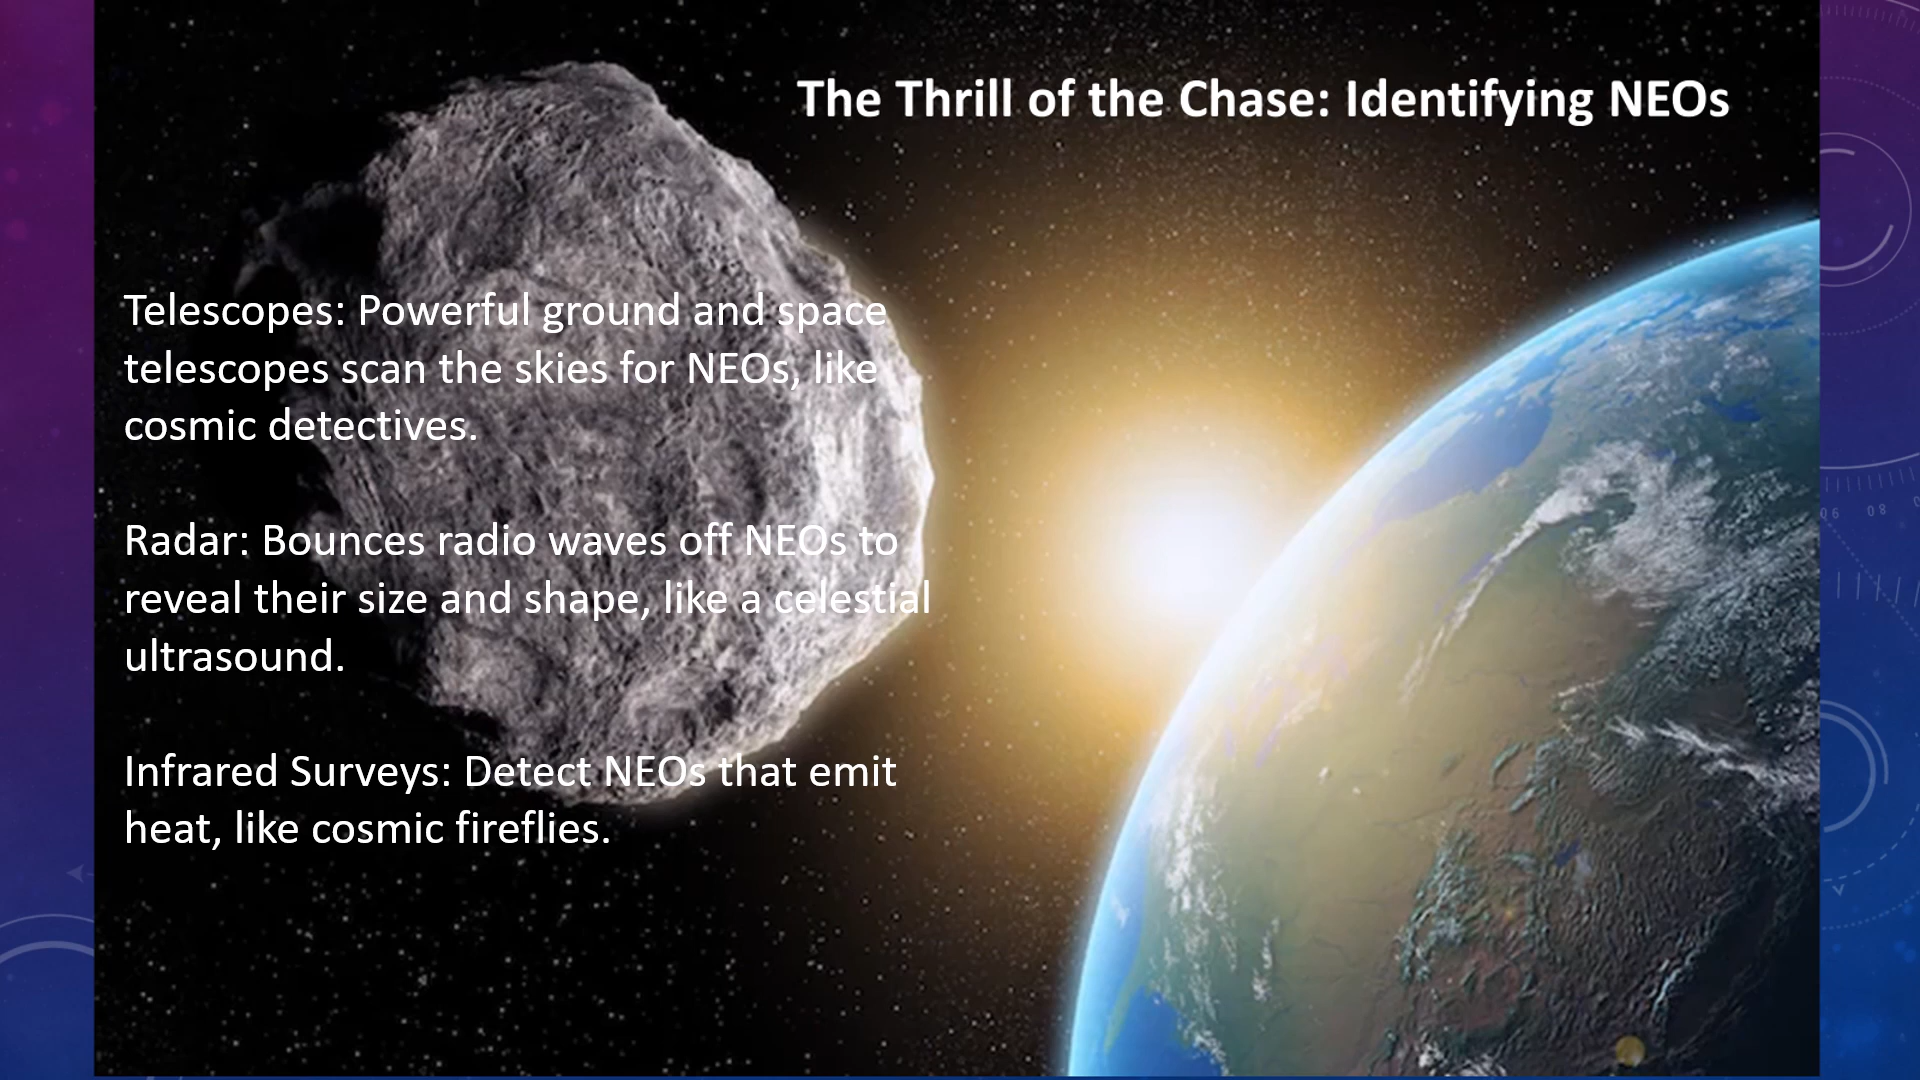 The Thrill of the Chase: Identifying NEOs
Telescopes: Powerful ground and space
telescopes scan the skies for NEOs, like
cosmic detectives.
Radar: Bounces radio waves off NEOs to
reveal their size and shape, like a celestial
ultrasound.
Infrared Surveys: Detect NEOs that emit
heat, like cosmic fireflies.